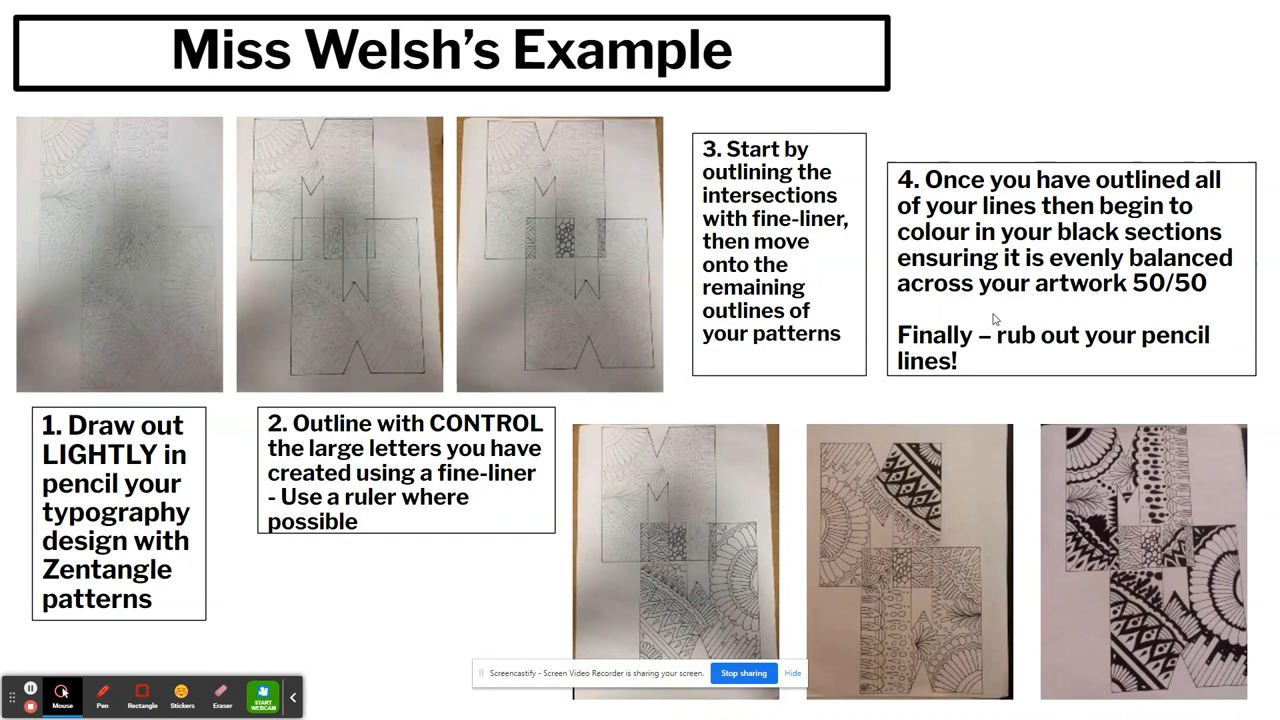 Miss Welsh's Example
3. Start by
outlining the
intersections
with fine-liner,
then move
onto the
remaining
outlines of
your patterns
4. Once you have outlined all
of your lines then begin to
colour in your black sections
ensuring it is evenly balanced
across your artwork 50/50
Finally – rub out your pencil
lines!
1. Draw out
LIGHTLY in
pencil your
typography
design with
Zentangle
patterns
2. Outline with CONTROL
the large letters you have
created using a fine-liner
- Use a ruler where
possible
Screencastify - Screen Video Recorder is sharing your screen.
Stop sharing
Hide
Mouse
Pen
Rectangle
Stickers
Eraser
START
WEBCAM